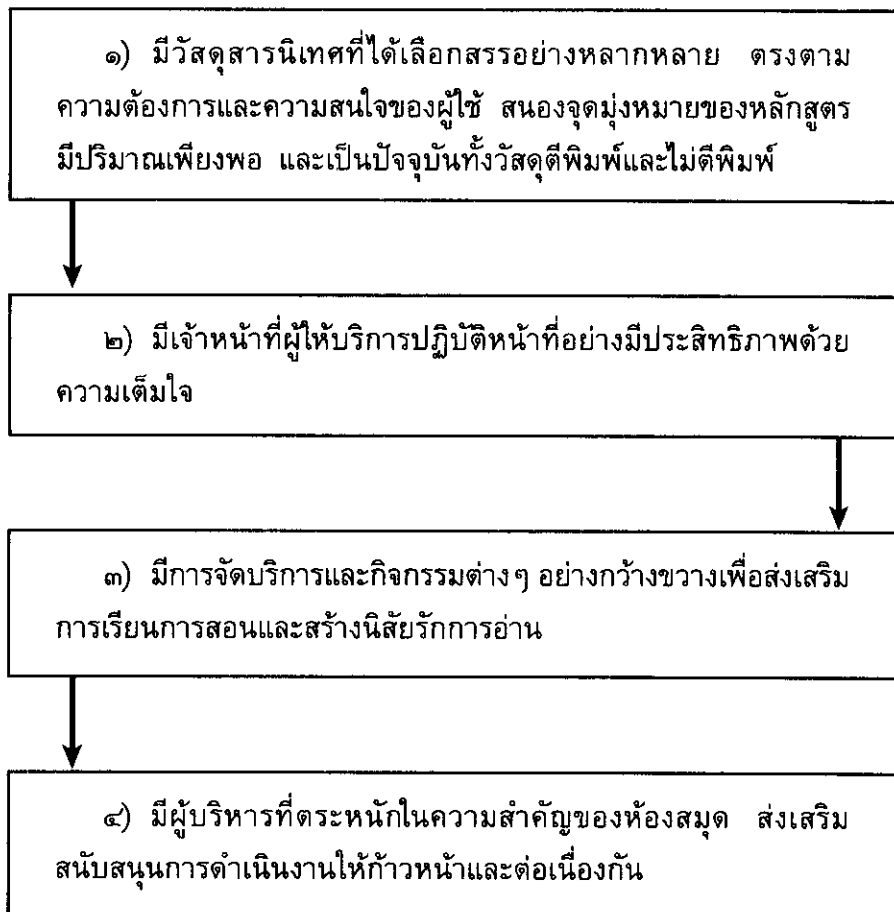 ๑) มีวัสดุสารนิเทศที่ได้เลือกสรรอย่างหลากหลาย ตรงตาม
ความต้องการและความสนใจของผู้ใช้ สนองจุดมุ่งหมายของหลักสูตร
มีปริมาณเพียงพอ และเป็นปัจจุบันทั้งวัสดุตีพิมพ์และไม่ตีพิมพ์
๒) มีเจ้าหน้าที่ผู้ให้บริการปฏิบัติหน้าที่อย่างมีประสิทธิภาพด้วย
ความเต็มใจ
๓) มีการจัดบริการและกิจกรรมต่างๆ อย่างกว้างขวางเพื่อส่งเสริม
การเรียนการสอนและสร้างนิสัยรักการอ่าน
๔) มีผู้บริหารที่ตระหนักในความสำคัญของห้องสมุด ส่งเสริม
สนับสนุนการดำเนินงานให้ก้าวหน้าและต่อเนื่องกัน